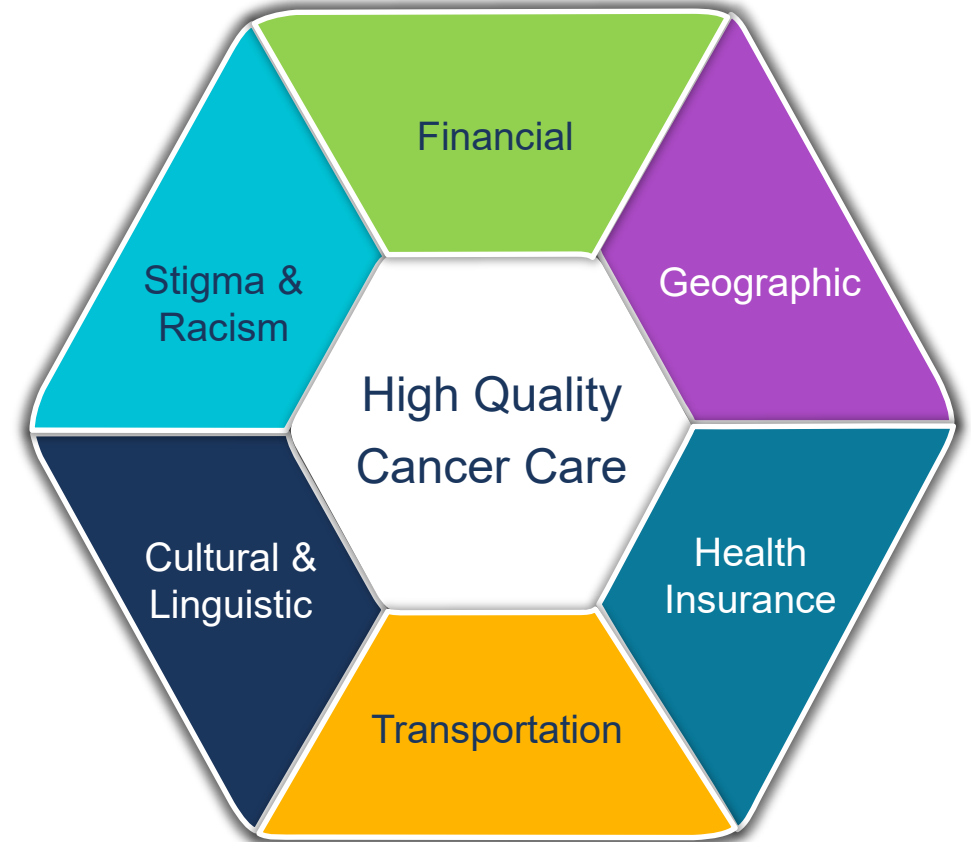 Financial
Geographic
Stigma &
Racism
High Quality
Cancer Care
Health
Insurance
Cultural &
Linguistic
Transportation